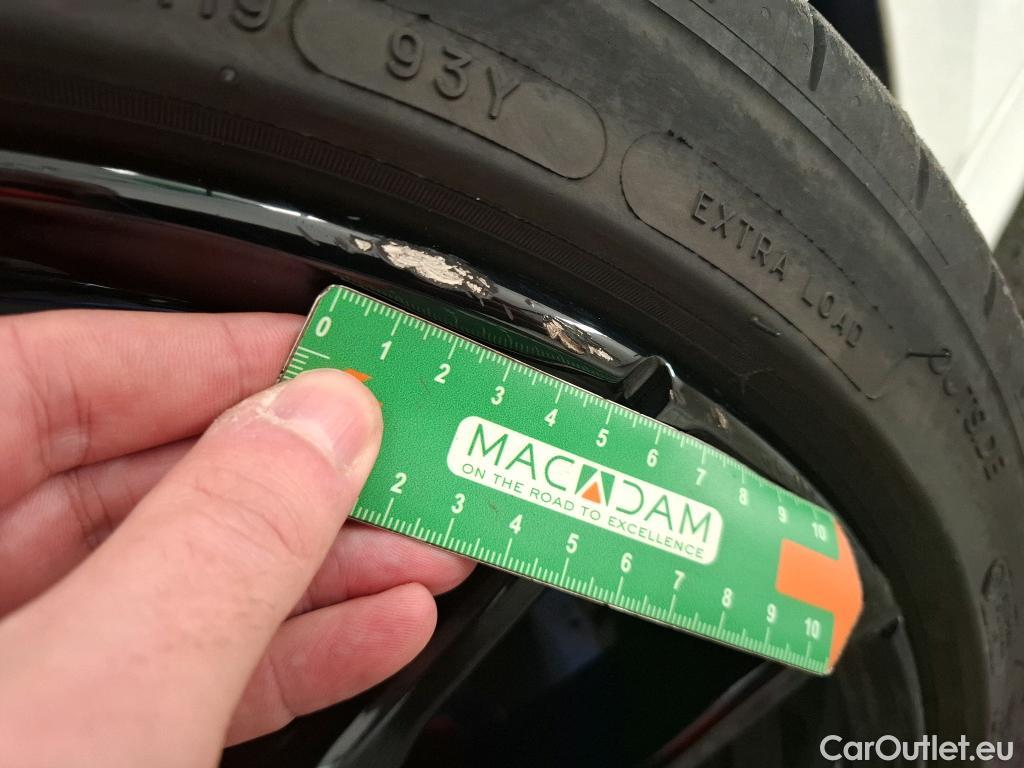 93Y
EXTRA LOAD
OUTSIDE
0 1 2 3 4 5 6 7 8 9 10
MACADAM
ON THE ROAD TO EXCELLENCE
2 3 4 5 6 7 8 9 10
CarOutlet.eu